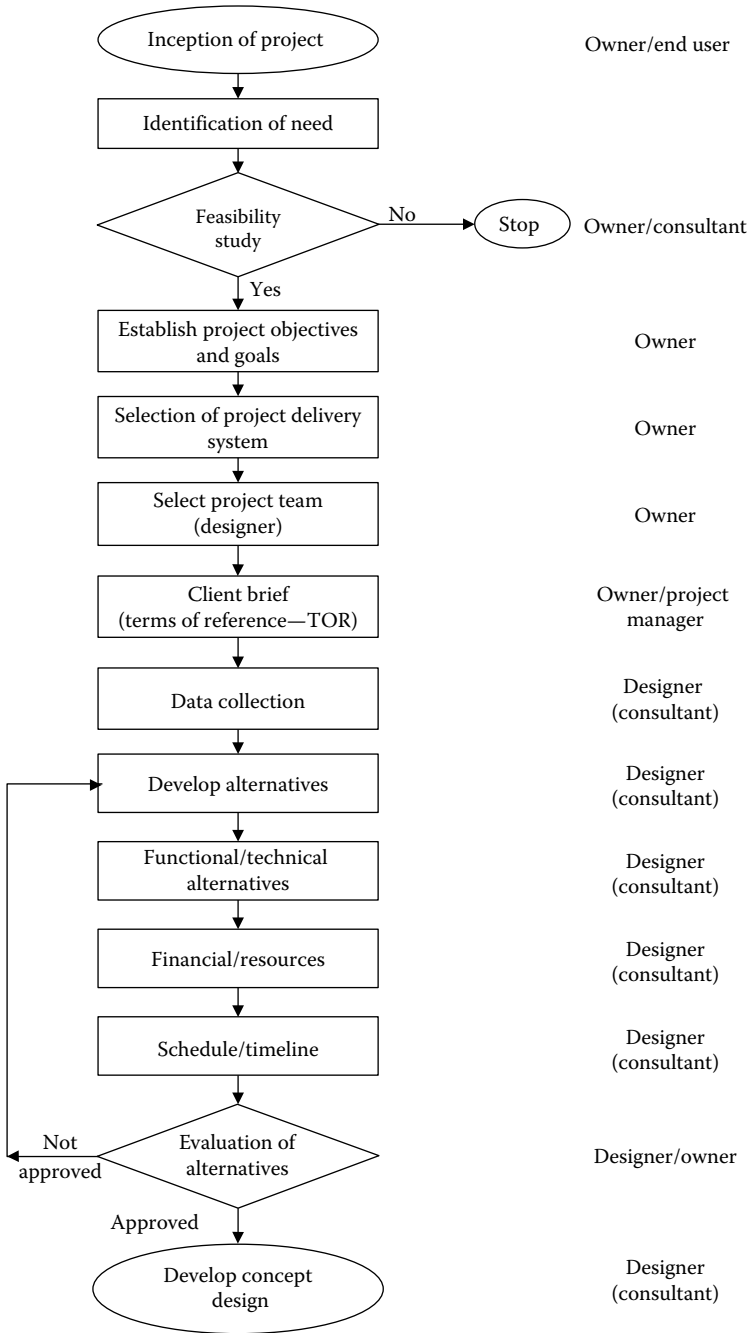 Inception of project
Owner/end user
Identification of need
Feasibility
study
No
Stop
Owner/consultant
Yes
Establish project objectives
and goals
Owner
Selection of project delivery
system
Owner
Select project team
(designer)
Owner
Client brief
(terms of reference—TOR)
Owner/project
manager
Data collection
Designer
(consultant)
Develop alternatives
Designer
(consultant)
Functional/technical
alternatives
Designer
(consultant)
Financial/resources
Designer
(consultant)
Schedule/timeline
Designer
(consultant)
Not
approved
Evaluation of
alternatives
Designer/owner
Approved
Develop concept
design
Designer
(consultant)